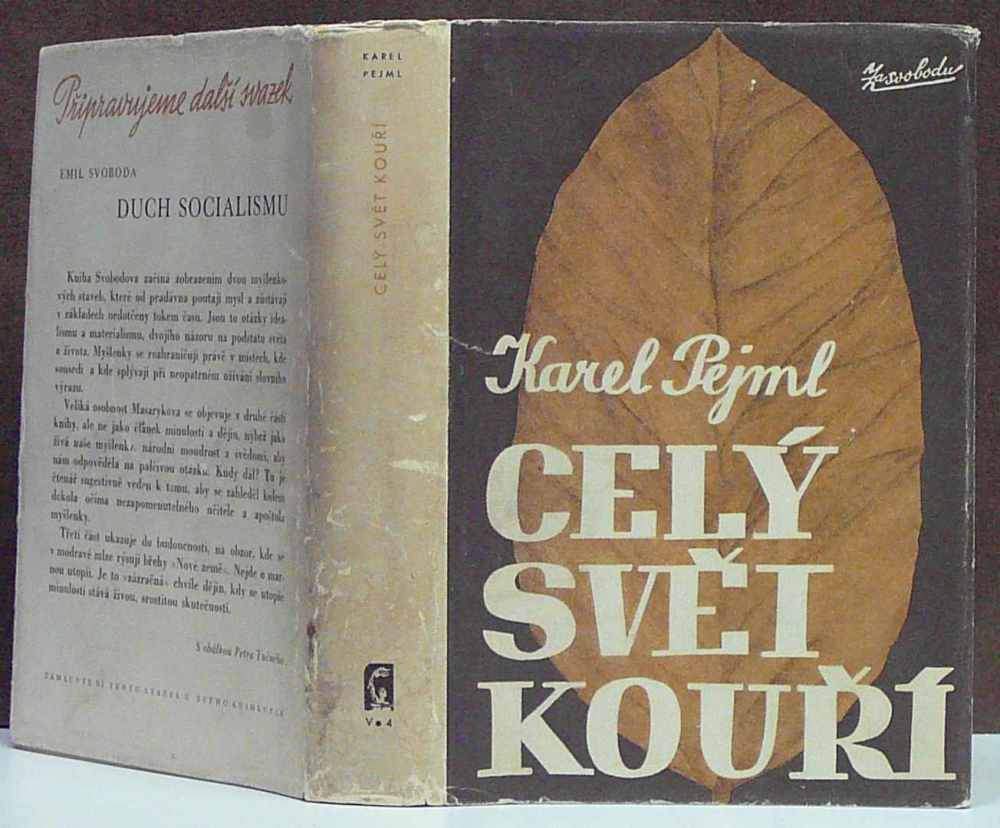 Připravujeme další svazek
EMIL SVOBODA
DUCH SOCIALISMU
Kniha Svobodova začíná zobrazením dvou myšlenko-
vých staveb, které od pradávna poutají mysl a zůstávají
v základech nedotčeny tokem času. Jsou to otázky idea-
lismu a materialismu, dvojího názoru na podstatu světa
a života. Myšlenky se rozhraničují právě v místech, kde
sousedí a kde splývají při neopatrném užívání slovního
výrazu.
Veliká osobnost Masarykova se objevuje v druhé části
knihy, ale ne jako článek minulosti a dějin, nýbrž jako
živá naše myšlenka, národní moudrost a svědomí, aby
nám odpověděla na palčivou otázku. Kudy dál? Tu je
čtenář sugestivně veden k tomu, aby se zahleděl kolem
dokola očima nezapomenutelného učitele a apoštola
myšlenky.
Třetí část ukazuje do budoucnosti, na obzor, kde se
v modravé mlze rýsují břehy »Nové země«. Nejde o mar-
nou utopii. Je to »zázračná« chvíle dějin, kdy se utopie
minulosti stává živou, srostitou skutečností.
S obálkou Petra Tučného
KAREL
PEJML
CELÝ SVĚT KOUŘÍ
V•4
Zasvobodu
Karel Pejml
CELÝ
SVĚT
KOUŘÍ